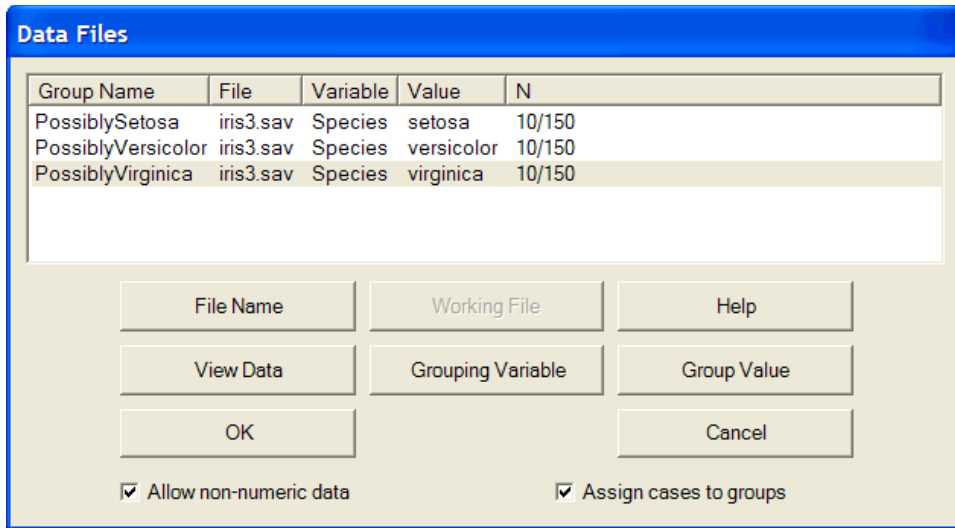 Data Files
Group Name File Variable Value N
PossiblySetosa iris3.sav Species setosa 10/150
PossiblyVersicolor iris3.sav Species versicolor 10/150
PossiblyVirginica iris3.sav Species virginica 10/150
File Name Working File Help
View Data Grouping Variable Group Value
OK Cancel
Allow non-numeric data Assign cases to groups